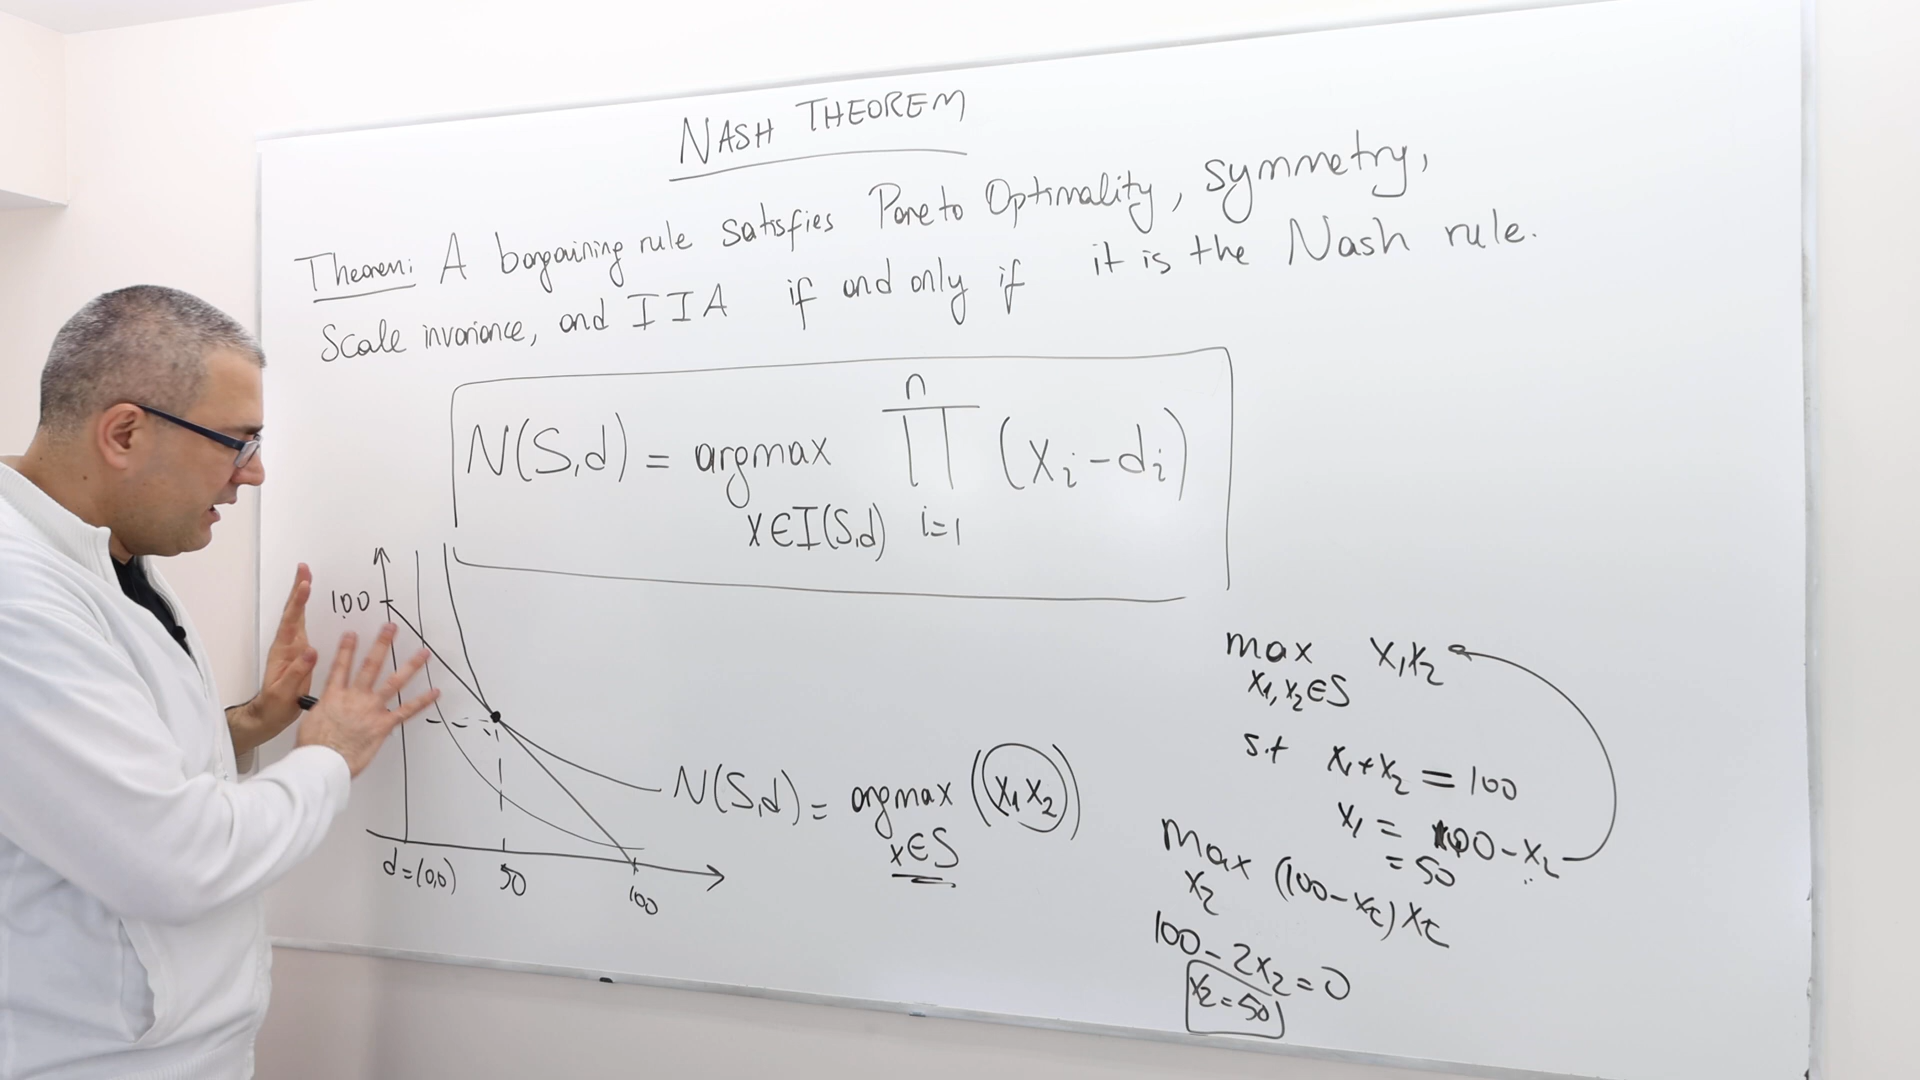 NASH THEOREM
Theorem: A bargaining rule satisfies Pareto Optimality, symmetry,
Scale invariance, and IIA if and only if it is the Nash rule.
N(S,d) = argmax ∏ (xi-di)
n
x∈I(S,d) i=1
100
d=(0,0) 50 100
N(S,d) = argmax (x1 x2)
x∈S
max x1x2
x1, x2∈S
s.t x1+x2 = 100
x1 = 100-x2
= 50
max (100-x2)x2
x2
100-2x2=0
x2=50